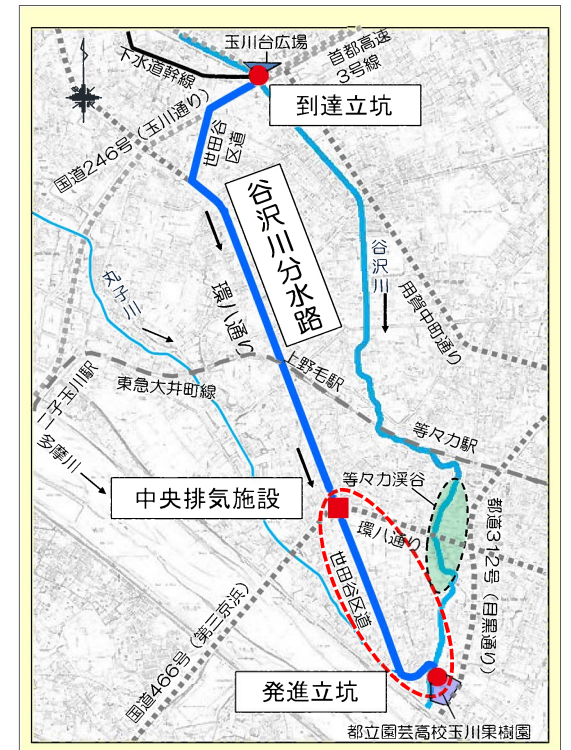 玉川台広場
下水道幹線
首都高速
3号線
到達立坑
国道246号（玉川通り）
世田谷
区道
谷沢川分水路
谷沢川
丸子川
環八通り
用賀中町通り
上野毛駅
二子玉川駅
東急大井町線
等々力駅
多摩川
等々力渓谷
中央排気施設
環八通り
都道312号（目黒通り）
世田谷区道
国道466号（第三京浜）
発進立坑
都立園芸高校玉川果樹園